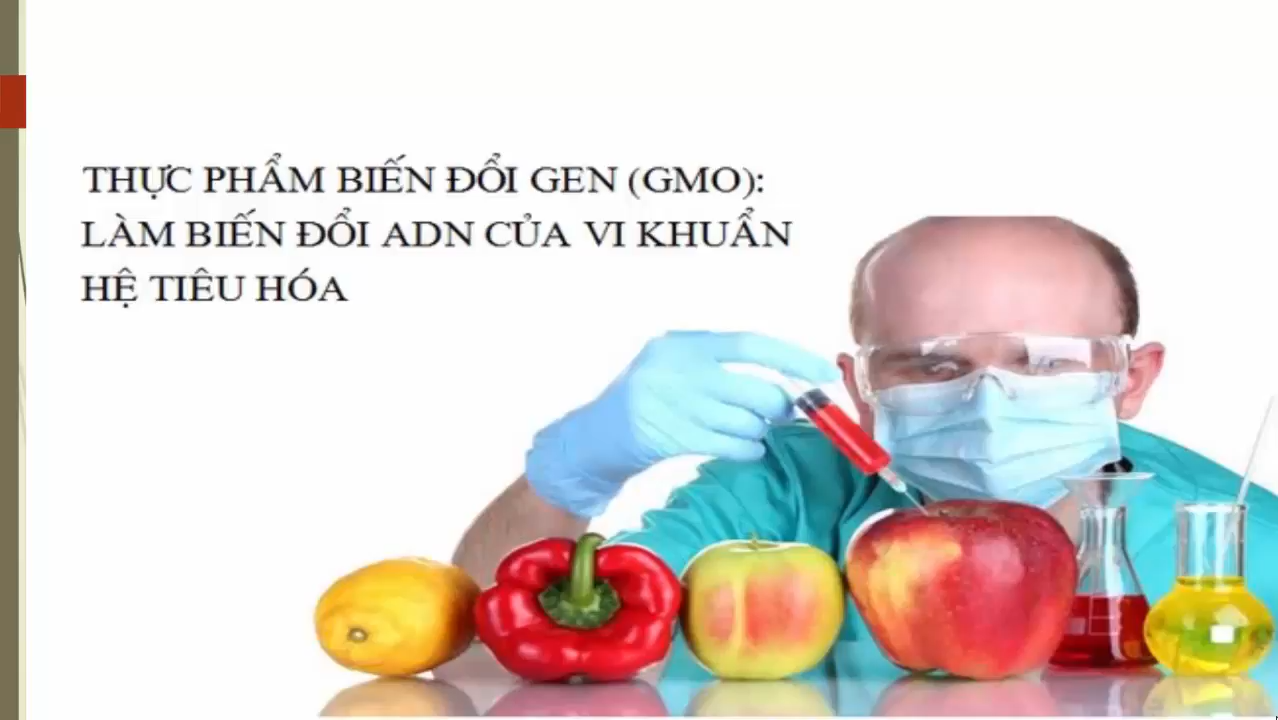 THỰC PHẨM BIẾN ĐỔI GEN (GMO):
LÀM BIẾN ĐỔI ADN CỦA VI KHUẨN
HỆ TIÊU HÓA